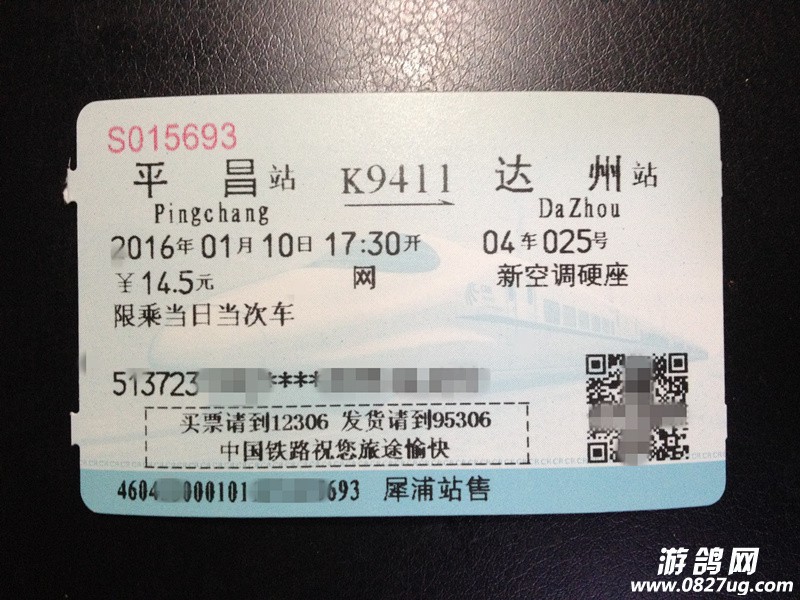 S015693
平 昌站 K9411 达 州站
Pingchang DaZhou
2016年01月10日17:30开 04车025号
￥14.5元 网 新空调硬座
限乘当日当次车
513723 ****
买票请到12306 发货请到95306
中国铁路祝您旅途愉快
4604 000101 693 犀浦站售
游鸽网
www.0827ug.com